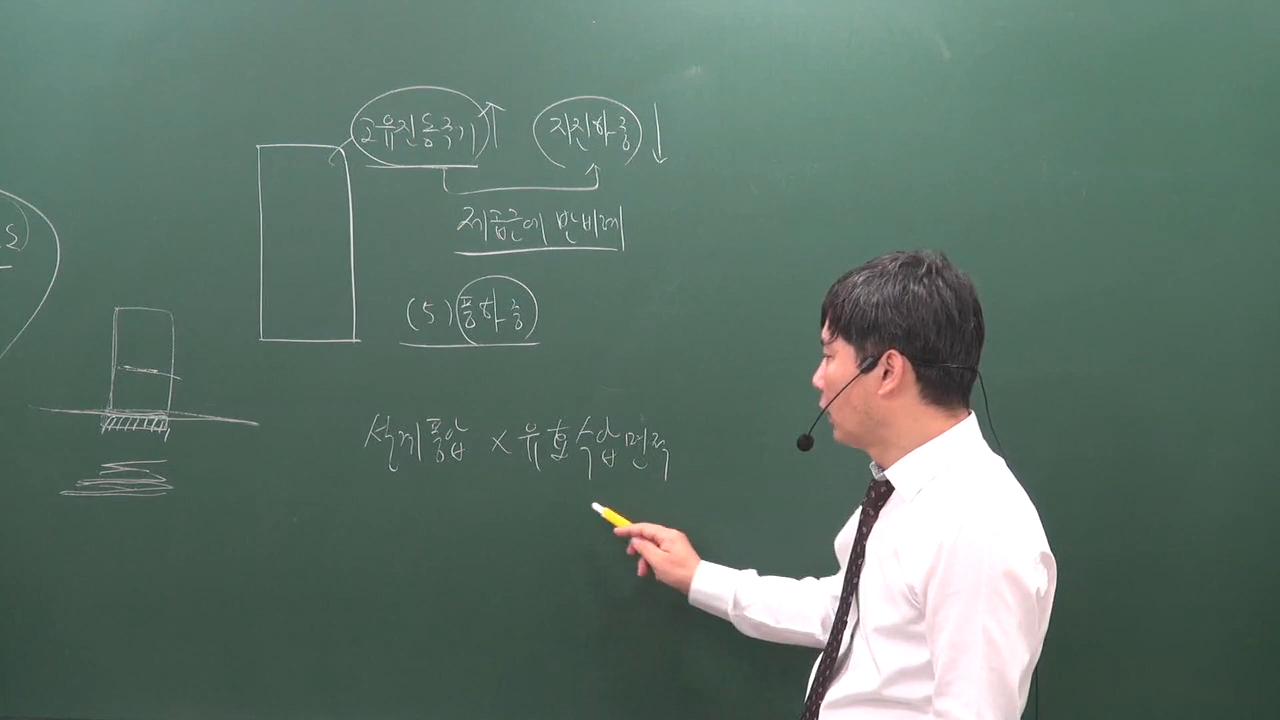 고유진동주기↑ 지진하중↓
제곱근에 반비례
(5) 풍하중
설계풍압 × 유효수압면적